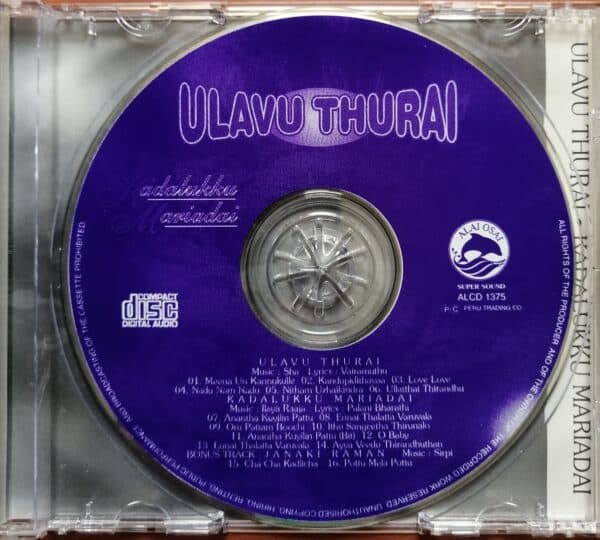 ULAVU THURAI
Kadalukku
Mariadai
ALAI OSAI
SUPER SOUND
ALCD 1375
P·C PERU TRADING CO
COMPACT
disc
DIGITAL AUDIO
ULAVU THURAI
Music : Sha Lyrics : Vairamuthu
01. Meena Un Kannukulle 02. Kandupidithavaa 03. Love Love
04. Nadu Nam Nadu 05. Nitham Uzhaikindra 06. Ullathai Thirandhu
KADALUKKU MARIADAI
Music : Ilaya Raaja Lyrics : Palani Bharathi
07. Anantha Kuyilin Pattu 08. Ennai Thalatta Varuvala
09. Oru Pattam Boochi 10. Itho Sangeetha Thirunalo
11. Anantha Kuyilin Pattu (Bit) 12 O Baby
13. Ennai Thalatta Varuvala 14. Ayya Veedu Thirandhuthan
BONUS TRACK JANAKI RAMAN Music : Sirpi
15. Cha Cha Kadhicha 16. Pottu Mela Pottu
ALL RIGHTS OF THE PRODUCER AND OF THE OWNER OF THE RECORDED WORK RESERVED. UNAUTHORISED COPYING, HIRING, RENTING, PUBLIC PERFORMANCE AND BROADCASTING OF THE CASSETTE PROHIBITED.
ULAVU THURAI - KADALUKKU MARIADAI